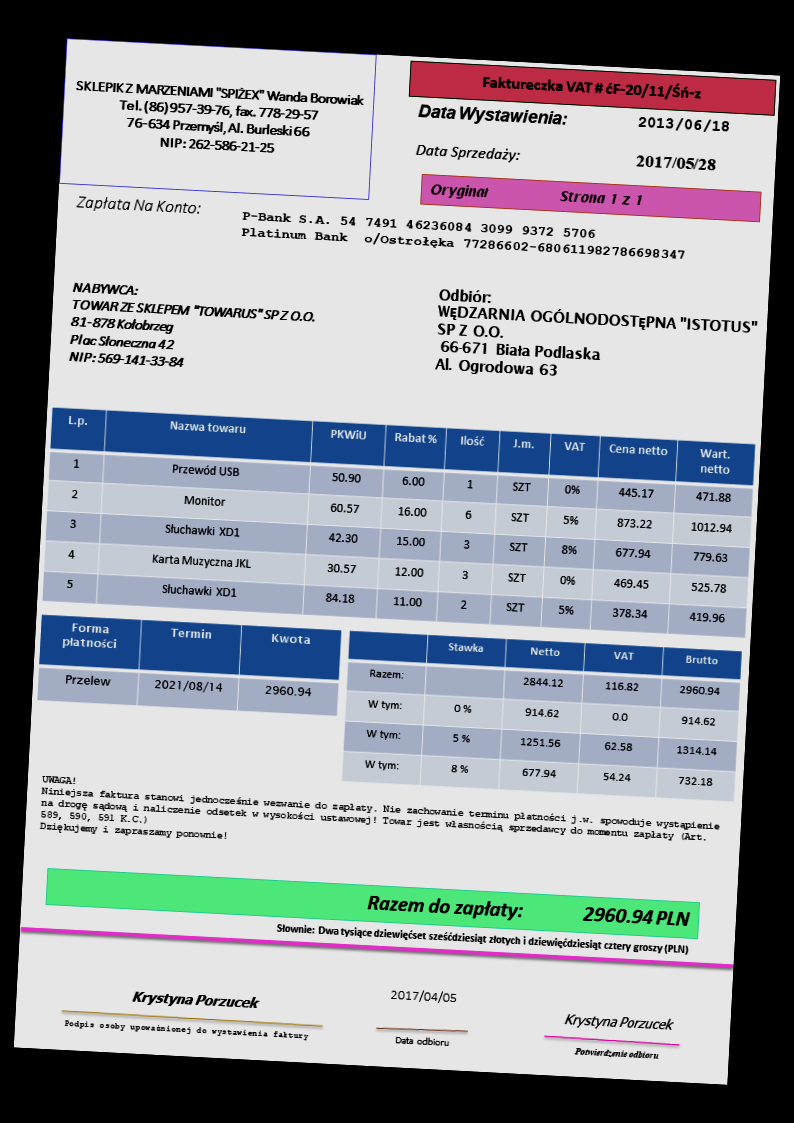 SKLEPIK Z MARZENIAMI "SPIŻEX" Wanda Borowiak
Tel. (86) 957-39-76, fax. 778-29-57
76-634 Przemyśl, Al. Burleski 66
NIP: 262-586-21-25
Faktureczka VAT # ćF-20/11/Śń-z
Data Wystawienia: 2013/06/18
Data Sprzedaży: 2017/05/28
Oryginał Strona 1 z 1
Zapłata Na Konto:
P-Bank S.A. 54 7491 46236084 3099 9372 5706
Platinum Bank o/Ostrołęka 77286602-680611982786698347
NABYWCA:
TOWAR ZE SKLEPEM "TOWARUS" SP Z O.O.
81-878 Kołobrzeg
Plac Słoneczna 42
NIP: 569-141-33-84
Odbiór:
WĘDZARNIA OGÓLNODOSTĘPNA "ISTOTUS"
SP Z O.O.
66-671 Biała Podlaska
Al. Ogrodowa 63
L.p. Nazwa towaru PKWiU Rabat % Ilość J.m. VAT Cena netto Wart. netto
1 Przewód USB 50.90 6.00 1 SZT 0% 445.17 471.88
2 Monitor 60.57 16.00 6 SZT 5% 873.22 1012.94
3 Słuchawki XD1 42.30 15.00 3 SZT 8% 677.94 779.63
4 Karta Muzyczna JKL 30.57 12.00 3 SZT 0% 469.45 525.78
5 Słuchawki XD1 84.18 11.00 2 SZT 5% 378.34 419.96
Forma płatności Termin Kwota
Przelew 2021/08/14 2960.94
Stawka Netto VAT Brutto
Razem: 2844.12 116.82 2960.94
W tym: 0 % 914.62 0.0 914.62
W tym: 5 % 1251.56 62.58 1314.14
W tym: 8 % 677.94 54.24 732.18
UWAGA!
Niniejsza faktura stanowi jednocześnie wezwanie do zapłaty. Nie zachowanie terminu płatności j.w. spowoduje wystąpienie
na drogę sądową i naliczenie odsetek w wysokości ustawowej! Towar jest własnością sprzedawcy do momentu zapłaty (Art.
589, 590, 591 K.C.)
Dziękujemy i zapraszamy ponownie!
Razem do zapłaty: 2960.94 PLN
Słownie: Dwa tysiące dziewięćset sześćdziesiąt złotych i dziewięćdziesiąt cztery groszy (PLN)
Krystyna Porzucek
Podpis osoby upoważnionej do wystawienia faktury
2017/04/05
Data odbioru
Krystyna Porzucek
Potwierdzenie odbioru